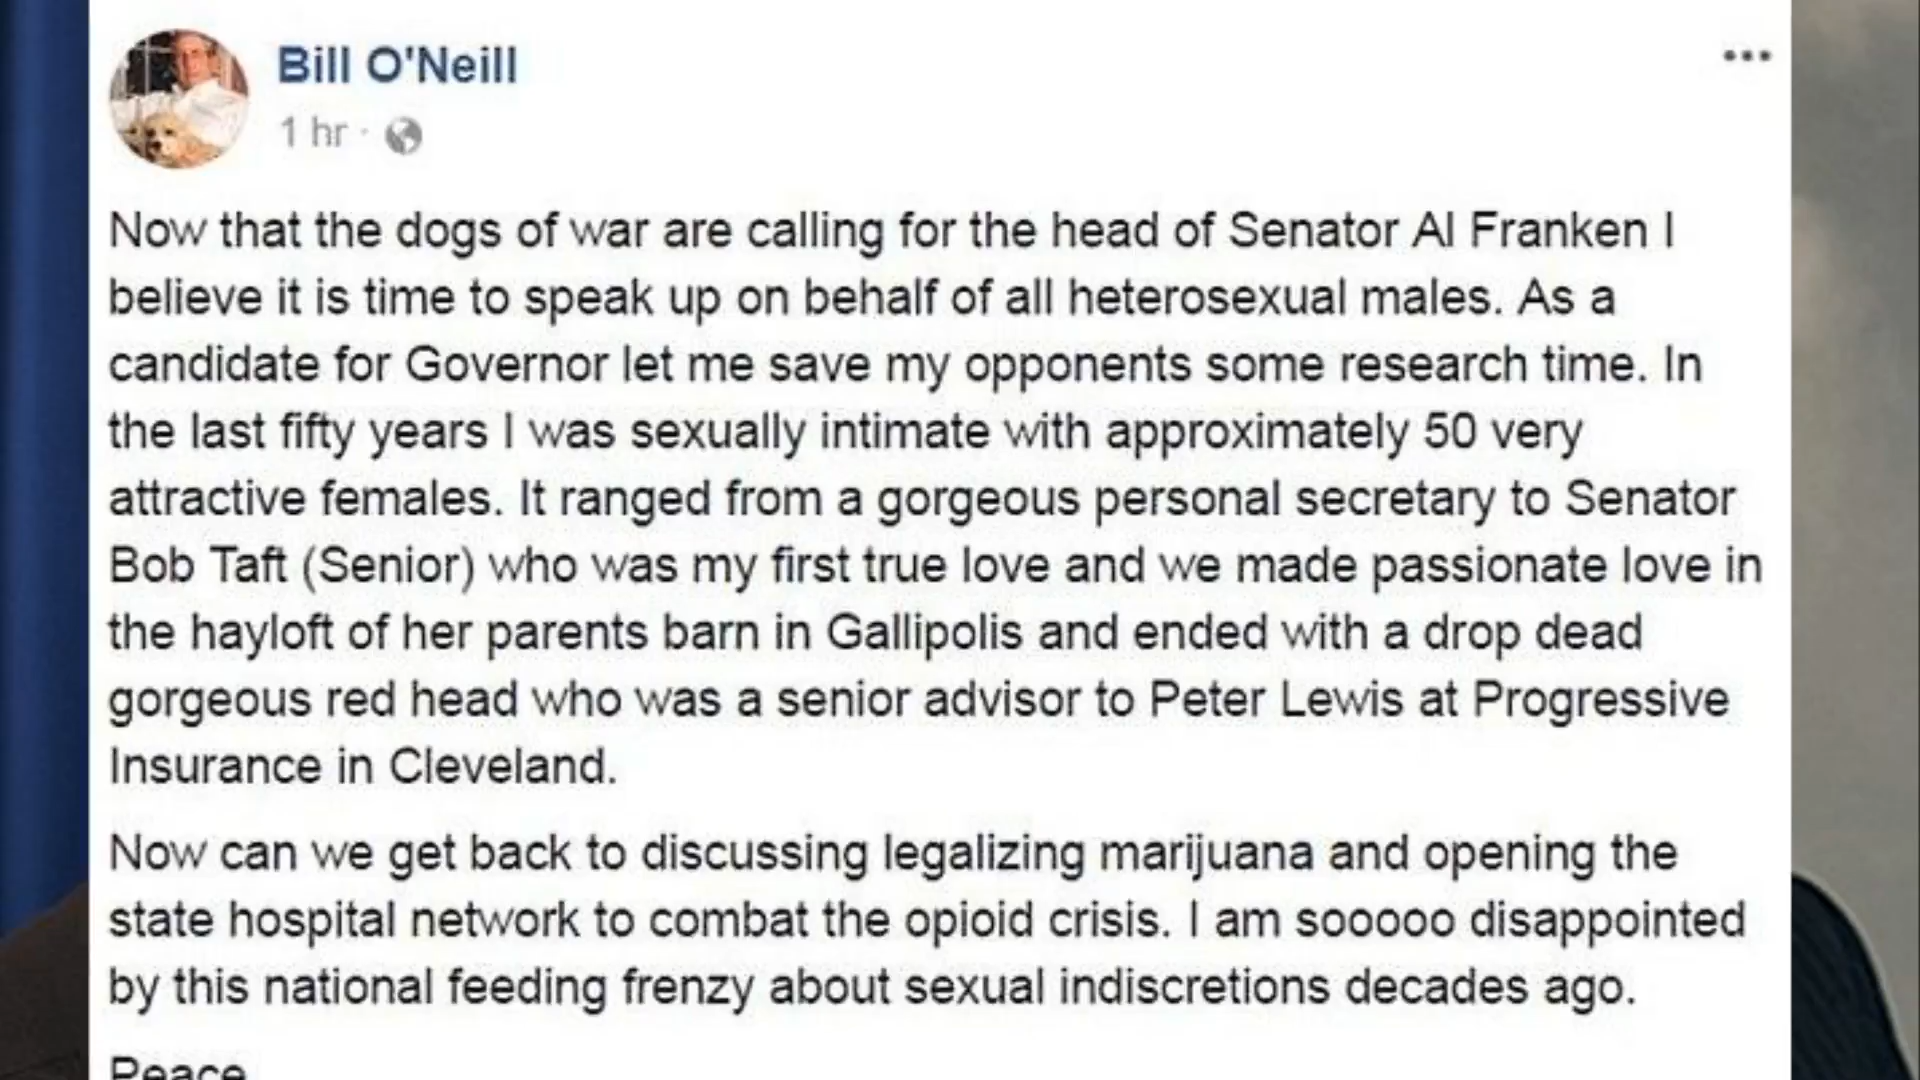 Bill O'Neill
1 hr ·
Now that the dogs of war are calling for the head of Senator Al Franken I
believe it is time to speak up on behalf of all heterosexual males. As a
candidate for Governor let me save my opponents some research time. In
the last fifty years I was sexually intimate with approximately 50 very
attractive females. It ranged from a gorgeous personal secretary to Senator
Bob Taft (Senior) who was my first true love and we made passionate love in
the hayloft of her parents barn in Gallipolis and ended with a drop dead
gorgeous red head who was a senior advisor to Peter Lewis at Progressive
Insurance in Cleveland.
Now can we get back to discussing legalizing marijuana and opening the
state hospital network to combat the opioid crisis. I am sooooo disappointed
by this national feeding frenzy about sexual indiscretions decades ago.
Peace